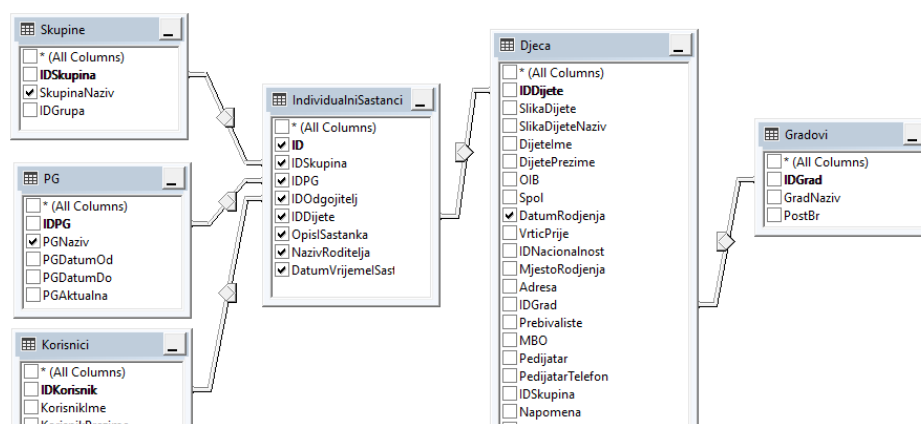 Skupine
* (All Columns)
IDSkupina
SkupinaNaziv
IDGrupa
PG
* (All Columns)
IDPG
PGNaziv
PGDatumOd
PGDatumDo
PGAktualna
Korisnici
* (All Columns)
IDKorisnik
KorisnikIme
IndividualniSastanci
* (All Columns)
ID
IDSkupina
IDPG
IDOdgojitelj
IDDijete
OpisISastanka
NazivRoditelja
DatumVrijemeISast
Djeca
* (All Columns)
IDDijete
SlikaDijete
SlikaDijeteNaziv
DijeteIme
DijetePrezime
OIB
Spol
DatumRodjenja
VrticPrije
IDNacionalnost
MjestoRodjenja
Adresa
IDGrad
Prebivaliste
MBO
Pedijatar
PedijatarTelefon
IDSkupina
Napomena
Gradovi
* (All Columns)
IDGrad
GradNaziv
PostBr